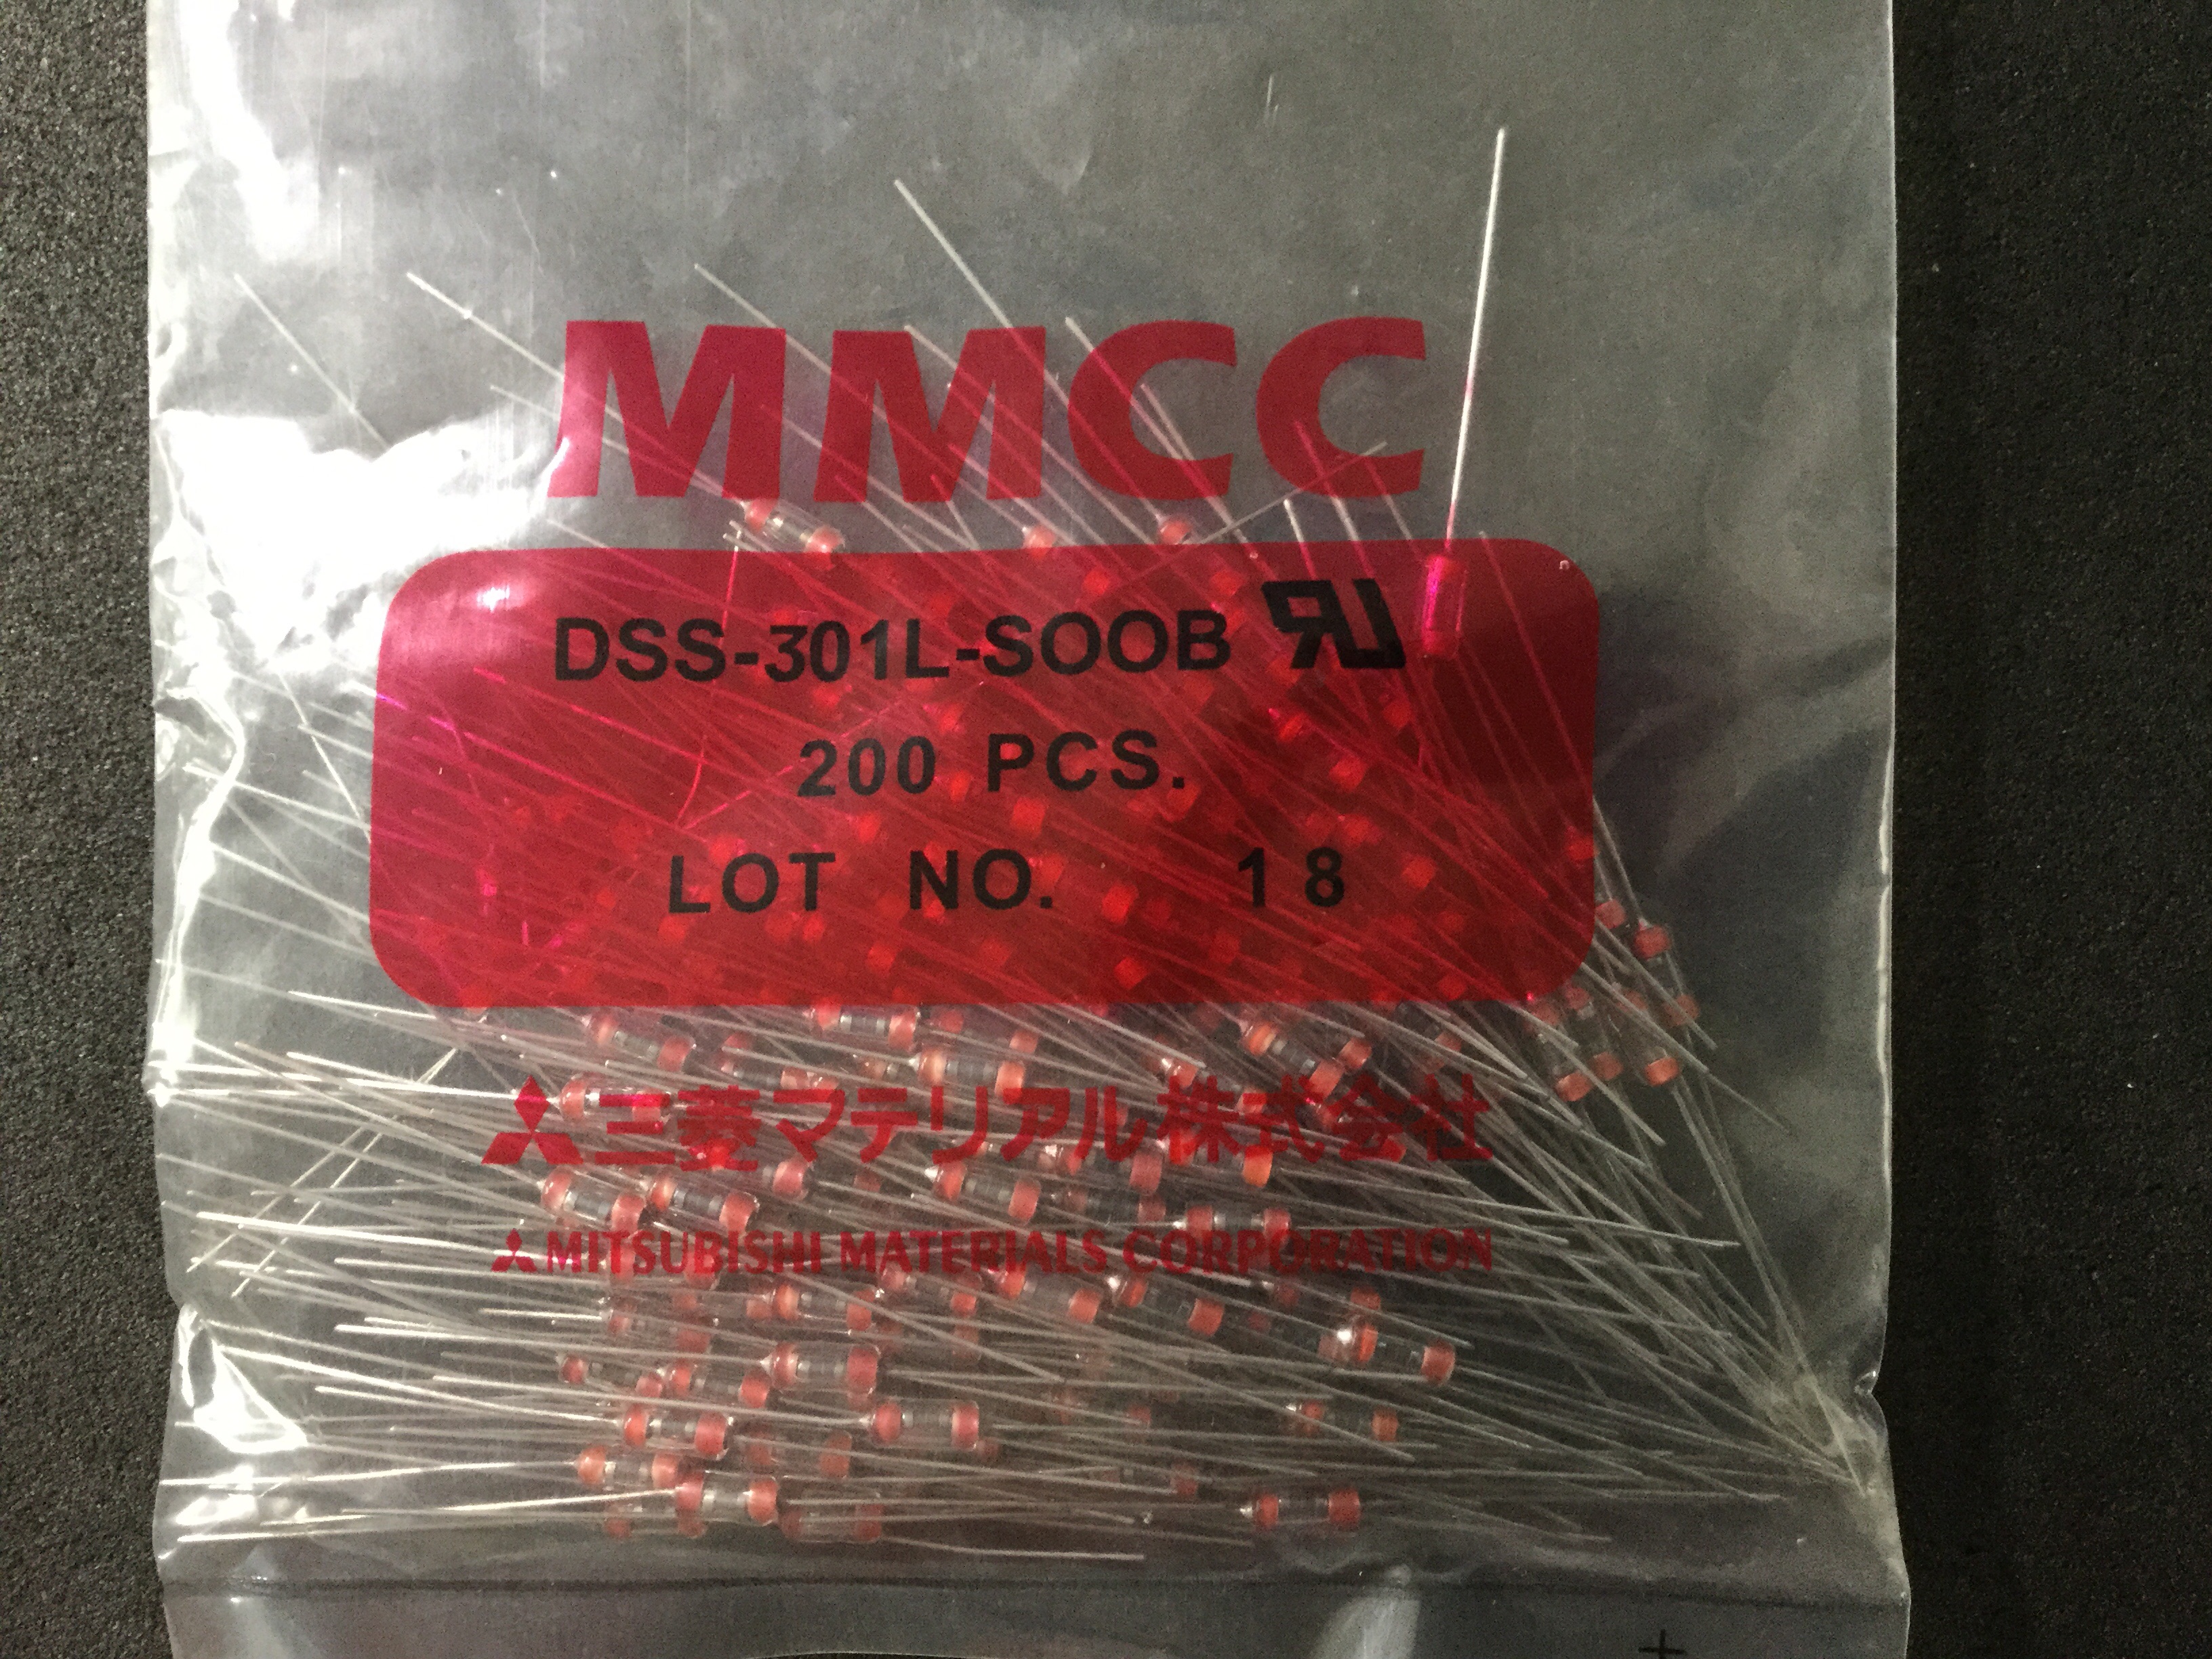 MMCC
DSS-301L-SOOB RU
200 PCS.
LOT NO. 18
三菱マテリアル株式会社
MITSUBISHI MATERIALS CORPORATION